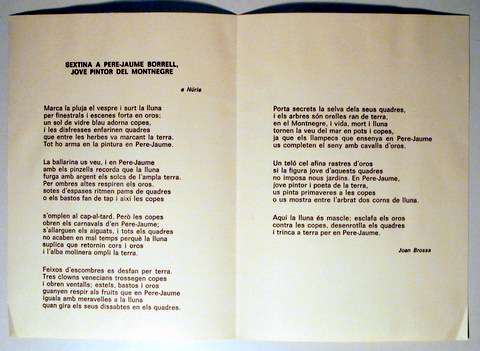 SEXTINA A PERE-JAUME BORRELL,
JOVE PINTOR DEL MONTNEGRE
a Núria
Marca la pluja el vespre i surt la lluna
per finestrals i escenes forta en oros;
un sol de vidre blau adorna copes,
i les disfresses enfarinen quadres
que entre les herbes va marcant la terra.
Tot ho arma en la pintura en Pere-Jaume.
La ballarina us veu, i en Pere-Jaume
amb els pinzells recorda que la lluna
furga amb argent els solcs de l'ampla terra.
Per ombres altes respiren els oros.
sotes d'espases ritmen pams de quadres
o els bastos fan de tap i així les copes
s'omplen al cap-al-tard. Però les copes
obren els carnavals d'en Pere-Jaume;
s'allarguen els aiguats, i tots els quadros
no acaben en mal temps perquè la lluna
suplica que retornin cors i oros
i l'alba molinera ompli la terra.
Feixos d'escombres es desfan per terra.
Tres clowns venecians trossegen copes
i obren ventalls; estels, bastos i oros
guanyen respir als fruits que en Pere-Jaume
iguala amb meravelles a la lluna
quan gira els seus dissabtes en els quadres.
Porta secrets la selva dels seus quadres,
i els arbres són orelles ran de terra,
en el Montnegre, i vida, mort i lluna
tornen la veu del mar en pots i copes,
ja que els llampecs que ensenya en Pere-Jaume
us completen el seny amb cavalls d'oros.
Un teló cel afina rastres d'oros
si la figura jove d'aquests quadres
no imposa nous jardins. En Pere-Jaume,
jove pintor i poeta de la terra,
us pinta primaveres a les copes
o us mostra entre l'arbrat dos corns de lluna.
Aquí la lluna és mascle; esclafa els oros
contra les copes, desenrotlla els quadres
i trinca a terra per en Pere-Jaume.
Joan Brossa